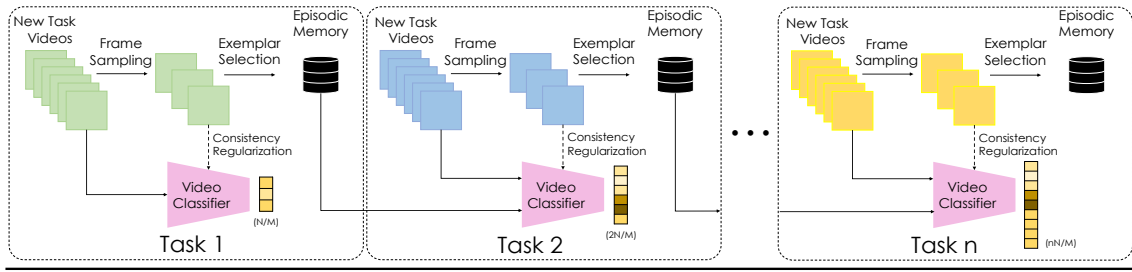 New Task
Videos
Frame
Sampling
Exemplar
Selection
Episodic
Memory
Consistency
Regularization
Video
Classifier
(N/M)
Task 1
New Task
Videos
Frame
Sampling
Exemplar
Selection
Episodic
Memory
Consistency
Regularization
Video
Classifier
(2N/M)
Task 2
New Task
Videos
Frame
Sampling
Exemplar
Selection
Episodic
Memory
Consistency
Regularization
Video
Classifier
(nN/M)
Task n